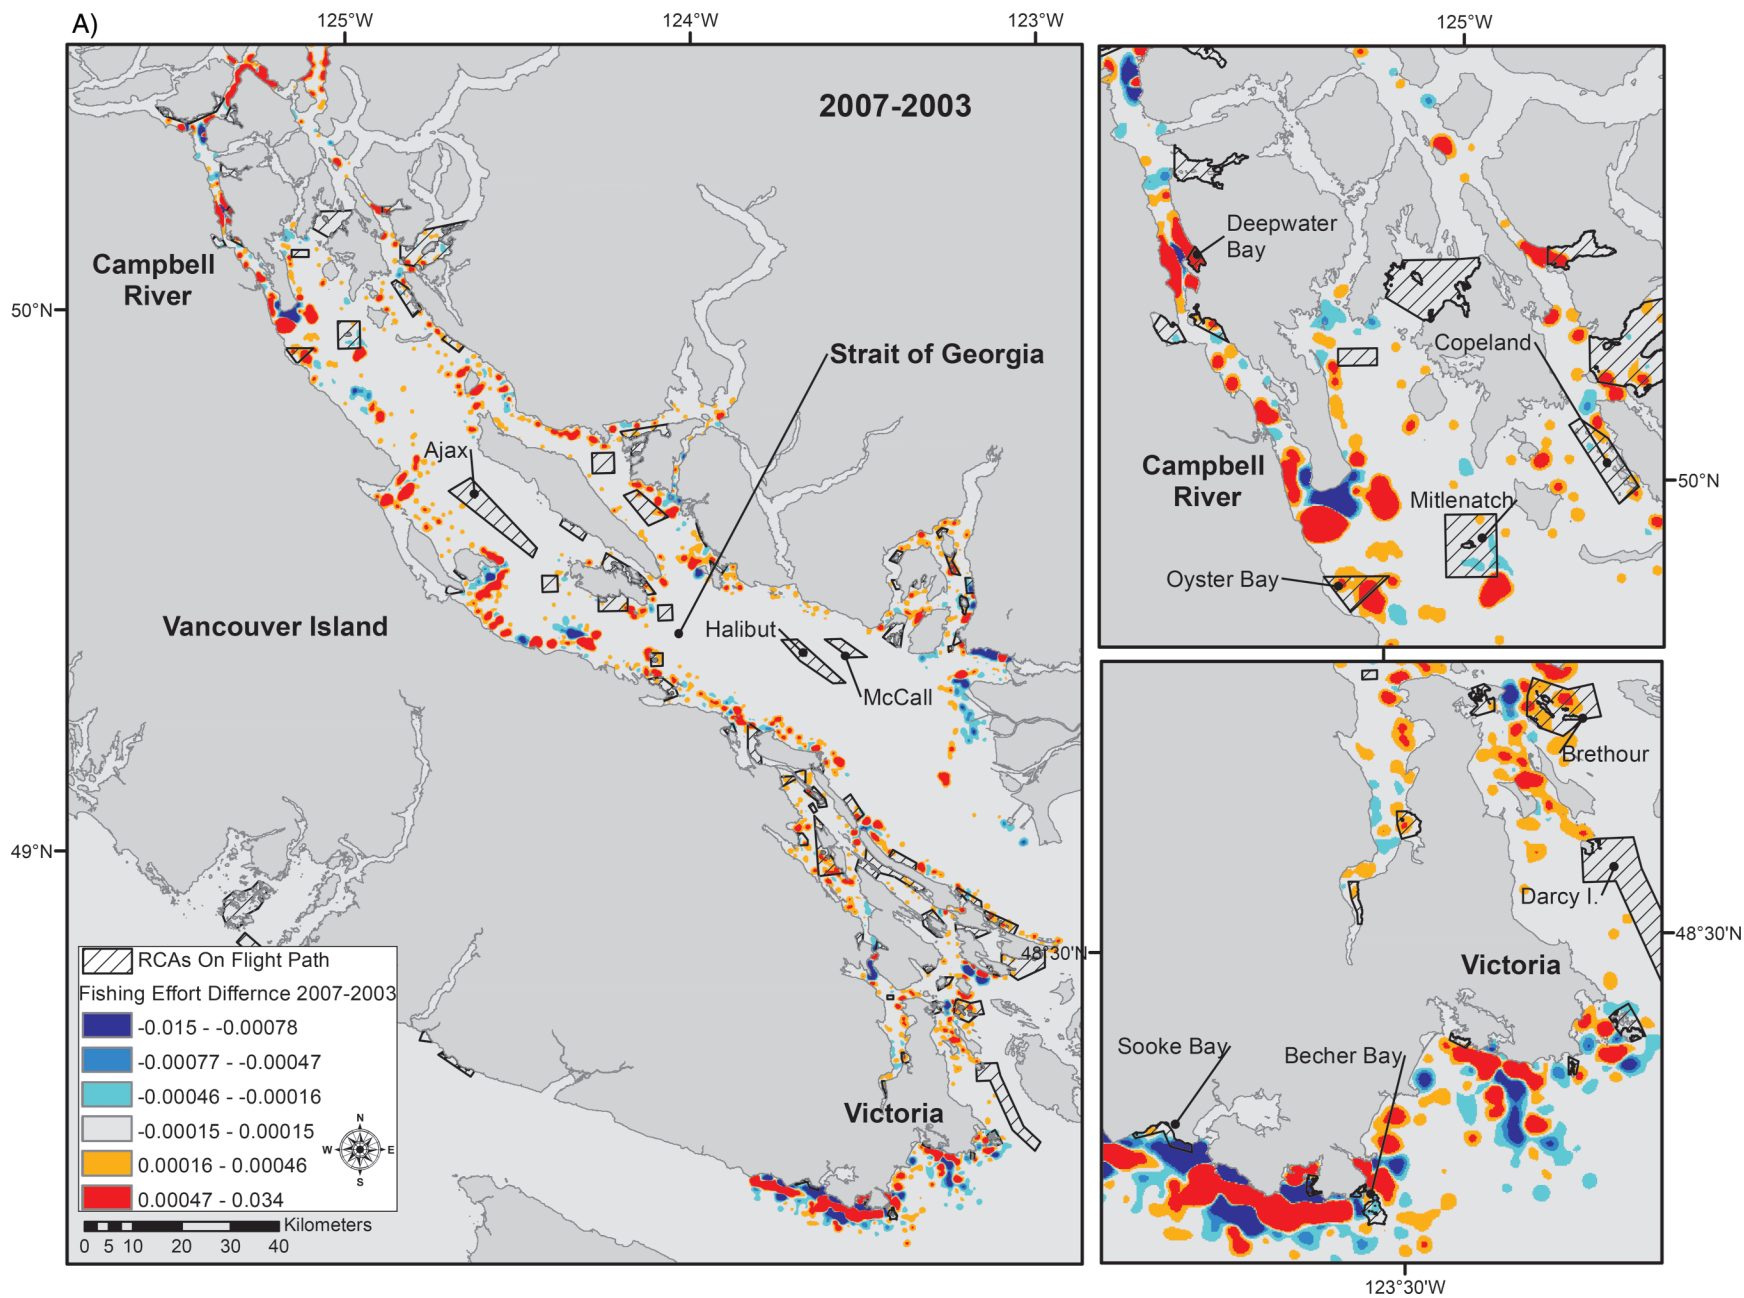 A)
125°W
124°W
123°W
125°W
2007-2003
Campbell
River
50°N
Strait of Georgia
Ajax
Vancouver Island
Halibut
McCall
49°N
Victoria
RCAs On Flight Path
Fishing Effort Differnce 2007-2003
-0.015 - -0.00078
-0.00077 - -0.00047
-0.00046 - -0.00016
-0.00015 - 0.00015
0.00016 - 0.00046
0.00047 - 0.034
N
W
E
S
Kilometers
0 5 10 20 30 40
Deepwater
Bay
Copeland
Campbell
River
Mitlenatch
50°N
Oyster Bay
Brethour
Darcy I.
48°30'N
48°30'N
Victoria
Sooke Bay
Becher Bay
123°30'W